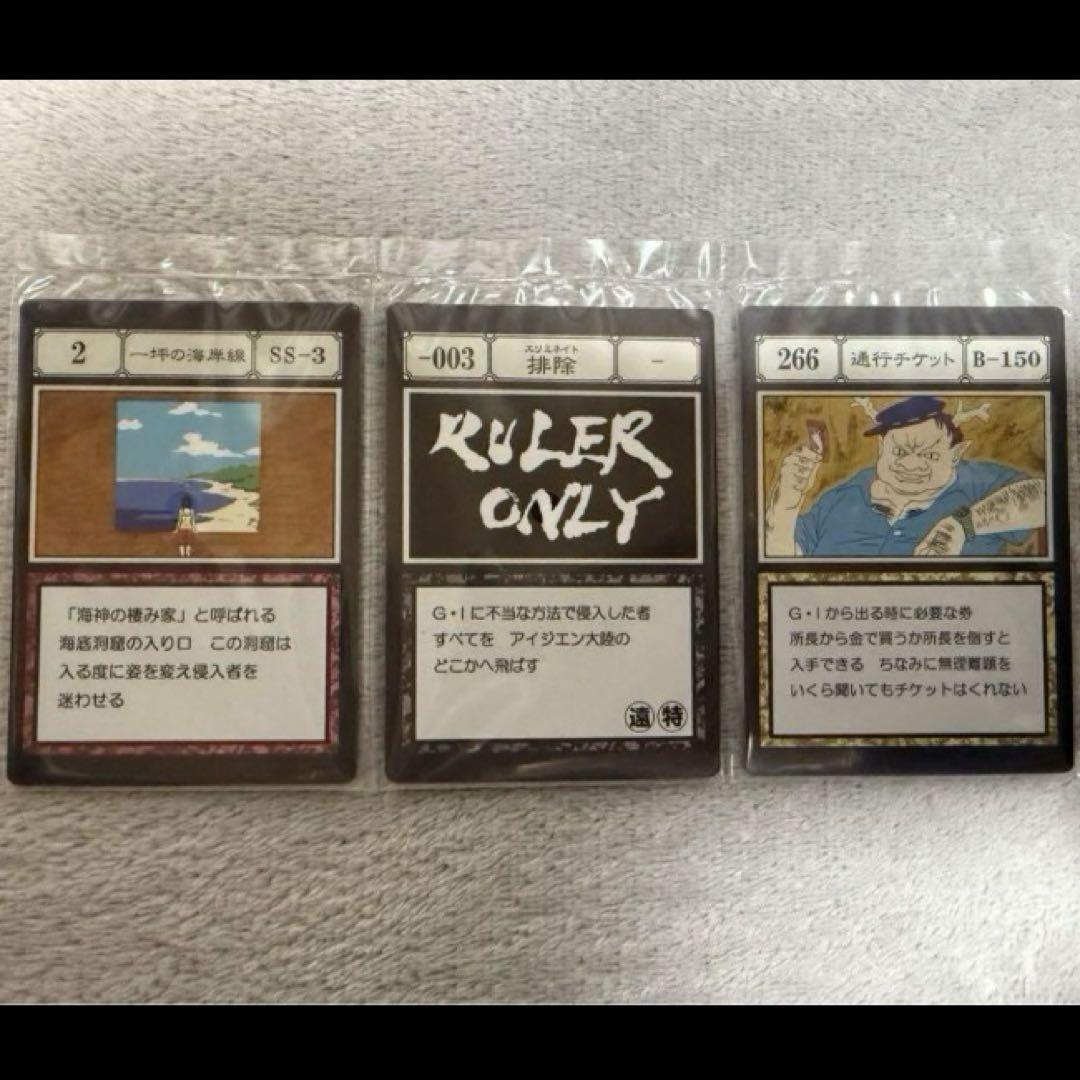 2
一坪の海岸線
SS-3
「海神の棲み家」と呼ばれる
海底洞窟の入り口　この洞窟は
入る度に姿を変え侵入者を
迷わせる
-003
エリミネイト
排除
-
RULER
ONLY
G・Iに不当な方法で侵入した者
すべてを　アイジエン大陸の
どこかへ飛ばす
遠 特
266
通行チケット
B-150
G・Iから出る時に必要な券
所長から金で買うか所長を倒すと
入手できる　ちなみに無理難題を
いくら聞いてもチケットはくれない